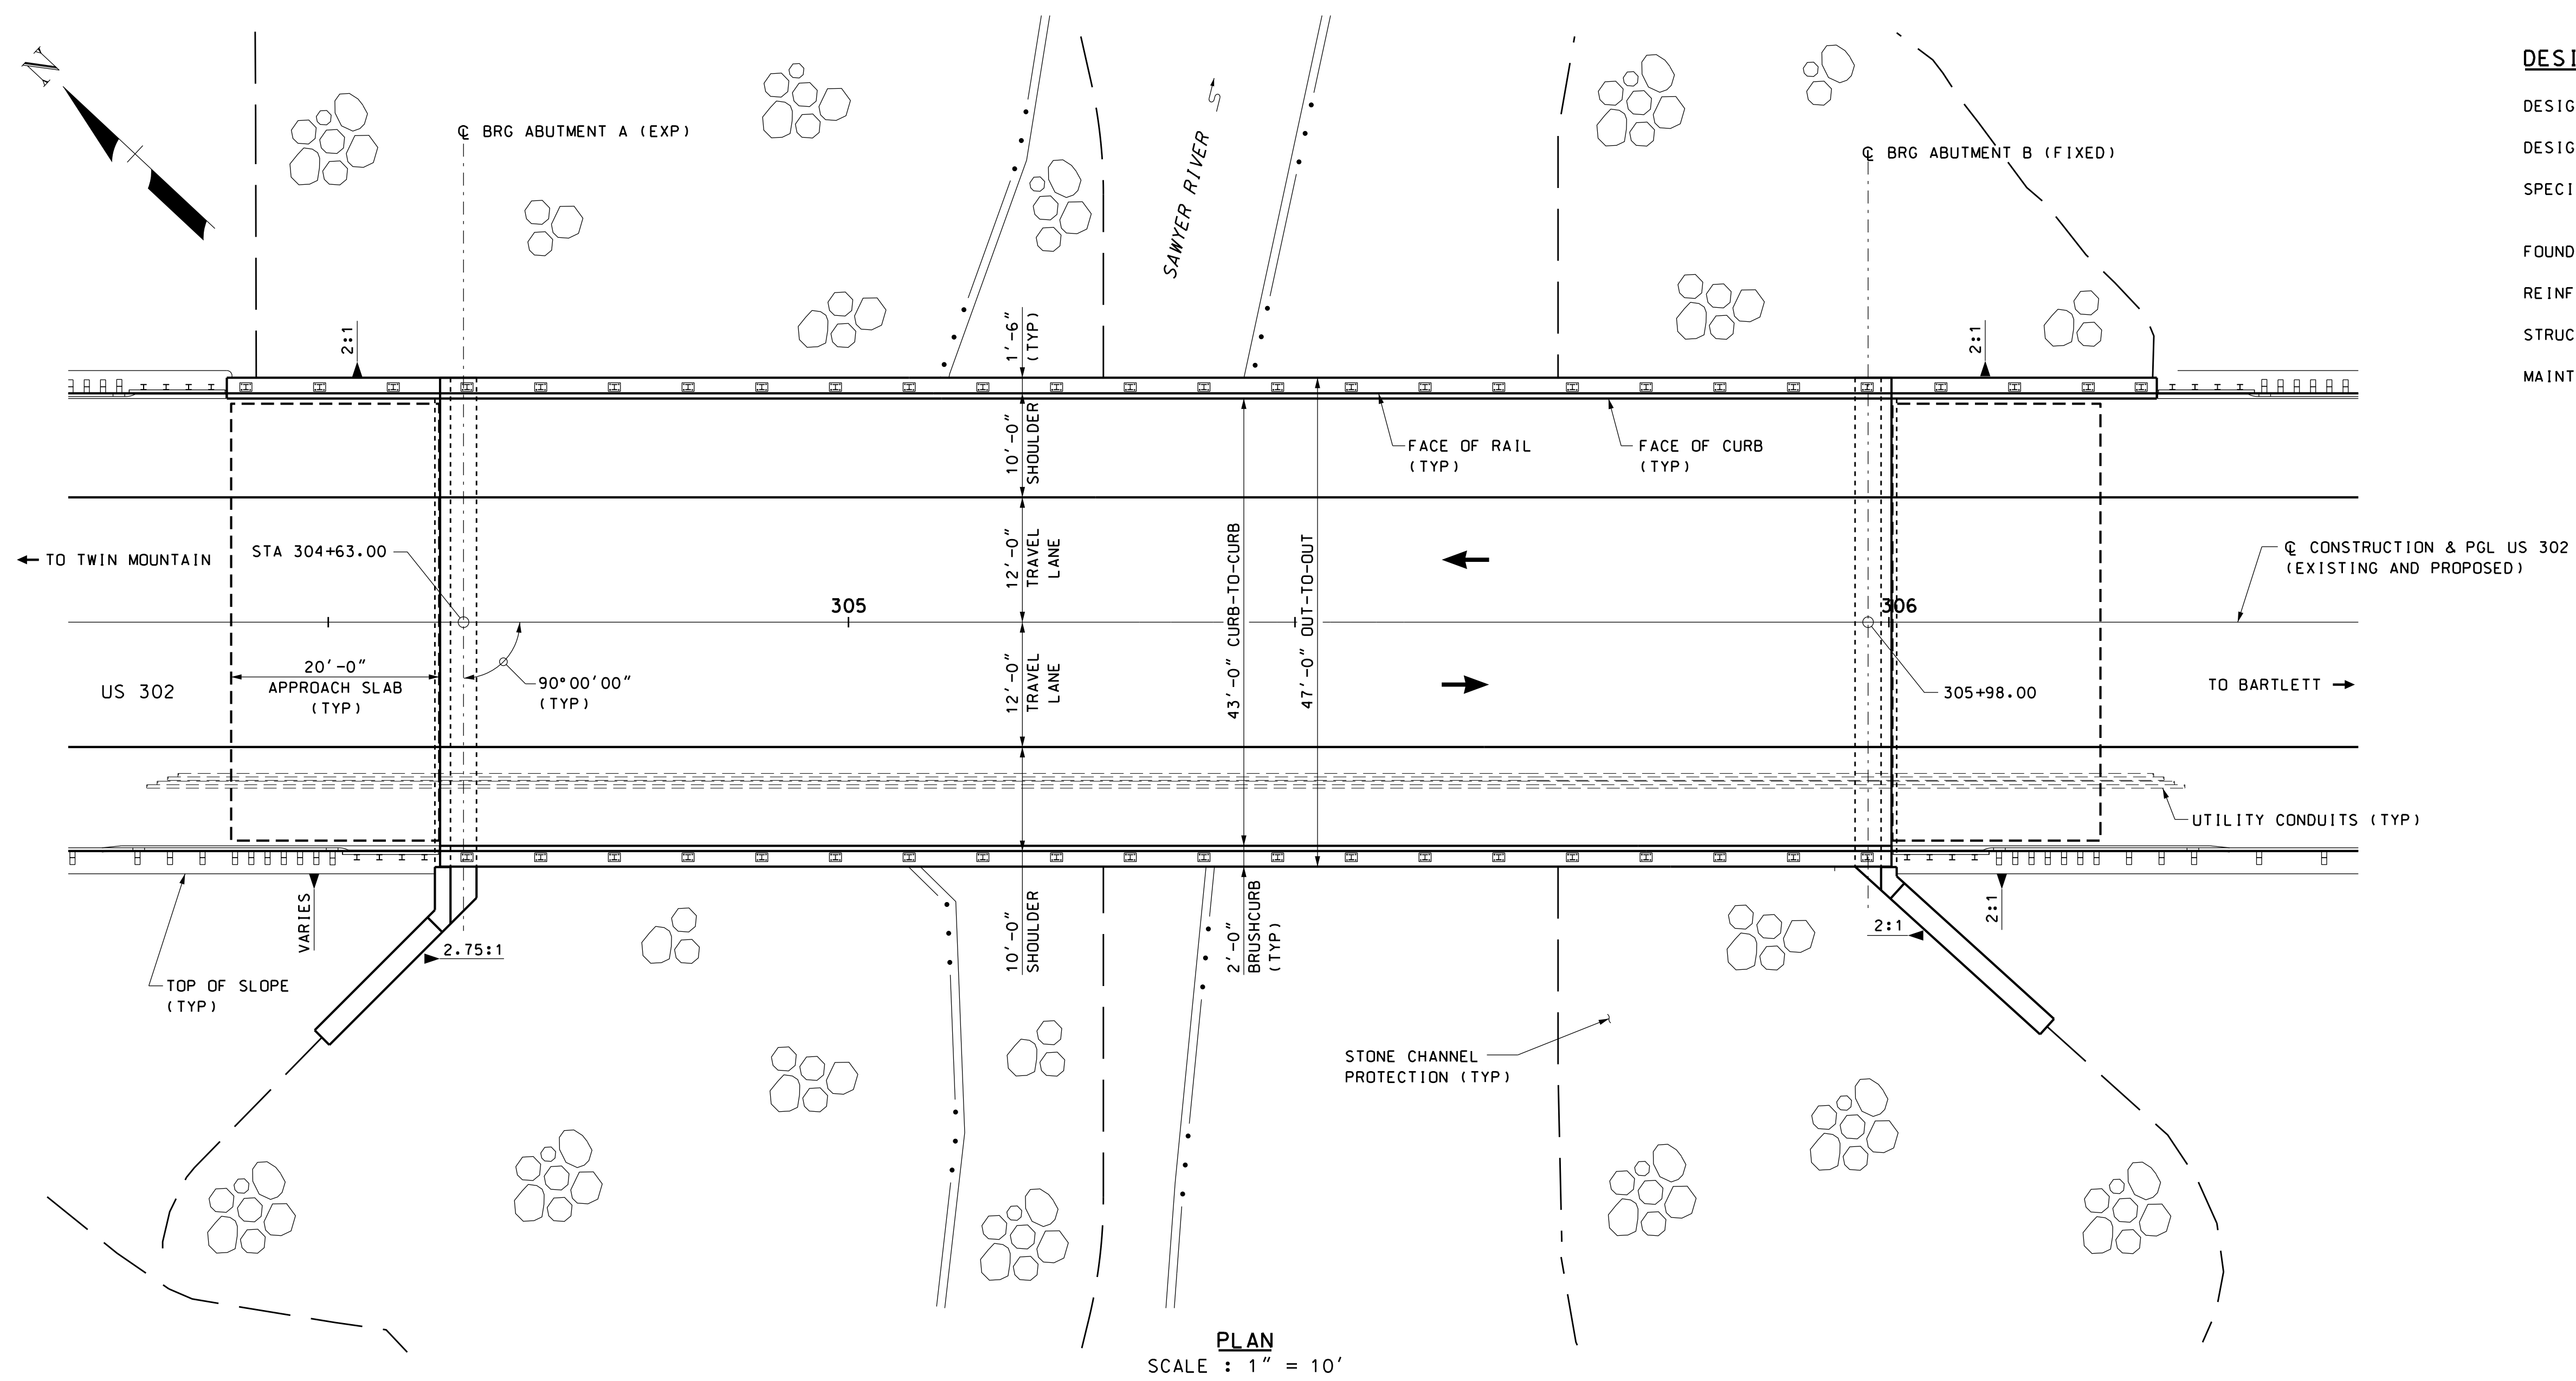 N
℄ BRG ABUTMENT A (EXP)
SAWYER RIVER
℄ BRG ABUTMENT B (FIXED)
DESI
DESIG
DESIG
SPECI
FOUND
REINF
STRUC
MAINT
2:1
1'-6"
(TYP)
2:1
10'-0"
SHOULDER
FACE OF RAIL
(TYP)
FACE OF CURB
(TYP)
← TO TWIN MOUNTAIN
STA 304+63.00
12'-0"
TRAVEL
LANE
43'-0" CURB-TO-CURB
47'-0" OUT-TO-OUT
℄ CONSTRUCTION & PGL US 302
(EXISTING AND PROPOSED)
305
306
US 302
20'-0"
APPROACH SLAB
(TYP)
90°00'00"
(TYP)
12'-0"
TRAVEL
LANE
305+98.00
TO BARTLETT →
UTILITY CONDUITS (TYP)
VARIES
2.75:1
10'-0"
SHOULDER
2'-0"
BRUSHCURB
(TYP)
2:1
2:1
TOP OF SLOPE
(TYP)
STONE CHANNEL
PROTECTION (TYP)
PLAN
SCALE : 1" = 10'